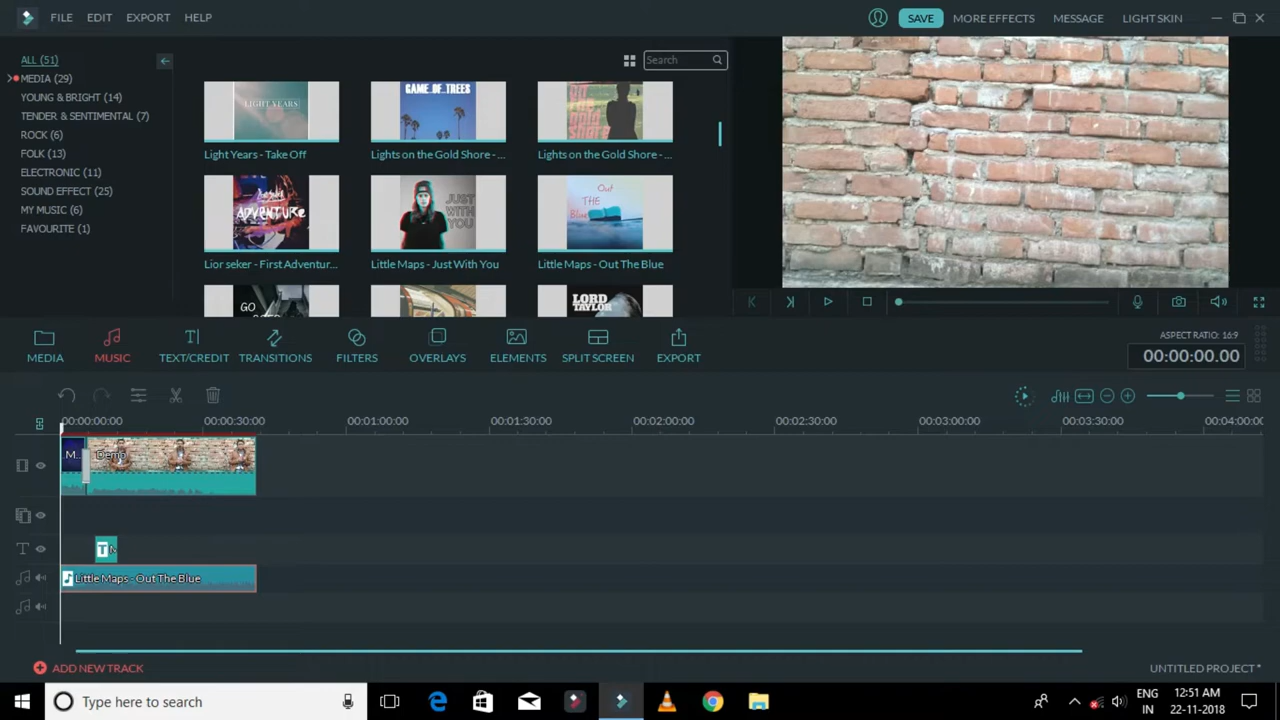 FILE EDIT EXPORT HELP
SAVE MORE EFFECTS MESSAGE LIGHT SKIN
ALL (51)
MEDIA (29)
YOUNG & BRIGHT (14)
TENDER & SENTIMENTAL (7)
ROCK (6)
FOLK (13)
ELECTRONIC (11)
SOUND EFFECT (25)
MY MUSIC (6)
FAVOURITE (1)
Search
LIGHT YEARS
GAME OF TREES
Light Years - Take Off
Lights on the Gold Shore - ...
Lights on the Gold Shore - ...
ADVENTURE
JUST WITH YOU
Out THE Blue
Lior seker - First Adventur...
Little Maps - Just With You
Little Maps - Out The Blue
GO
LORD TAYLOR
MEDIA MUSIC TEXT/CREDIT TRANSITIONS FILTERS OVERLAYS ELEMENTS SPLIT SCREEN EXPORT
ASPECT RATIO: 16:9
00:00:00.00
00:00:00:00 00:00:30:00 00:01:00:00 00:01:30:00 00:02:00:00 00:02:30:00 00:03:00:00 00:03:30:00 00:04:00:00
M... Demo
T
Little Maps - Out The Blue
ADD NEW TRACK
UNTITLED PROJECT *
Type here to search
ENG
IN
12:51 AM
22-11-2018